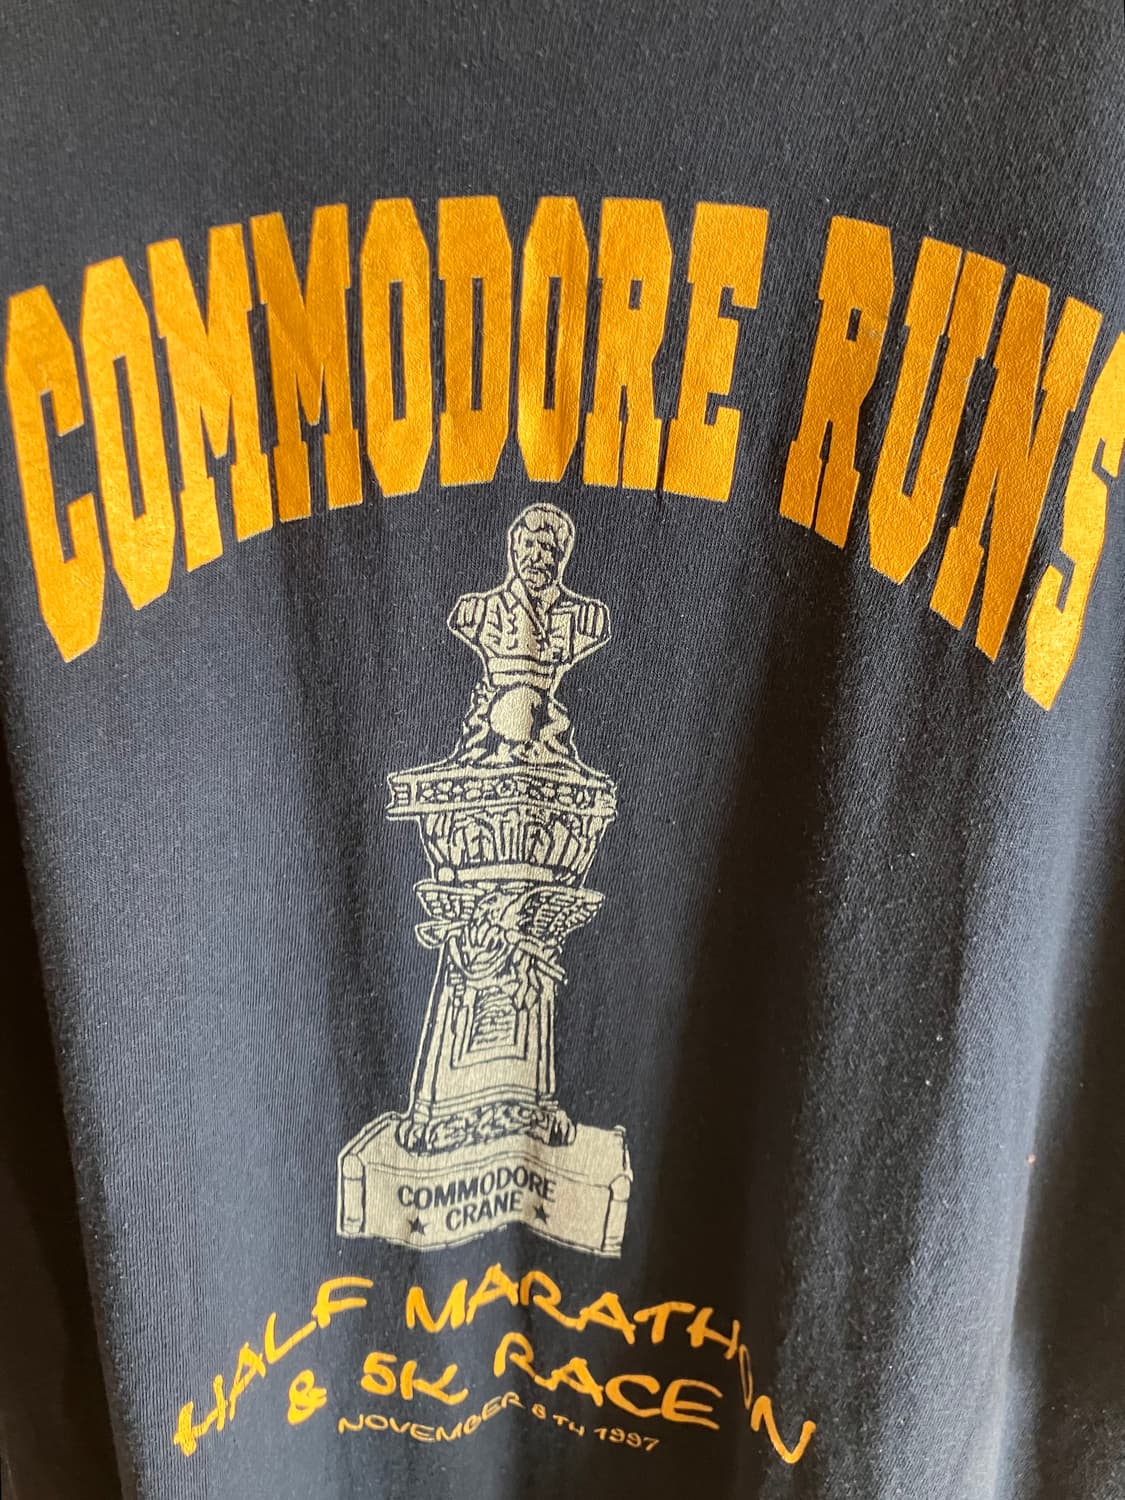 COMMODORE RUNS
COMMODORE
★ CRANE ★
HALF MARATHON
& 5K RACE
NOVEMBER 8TH 1997